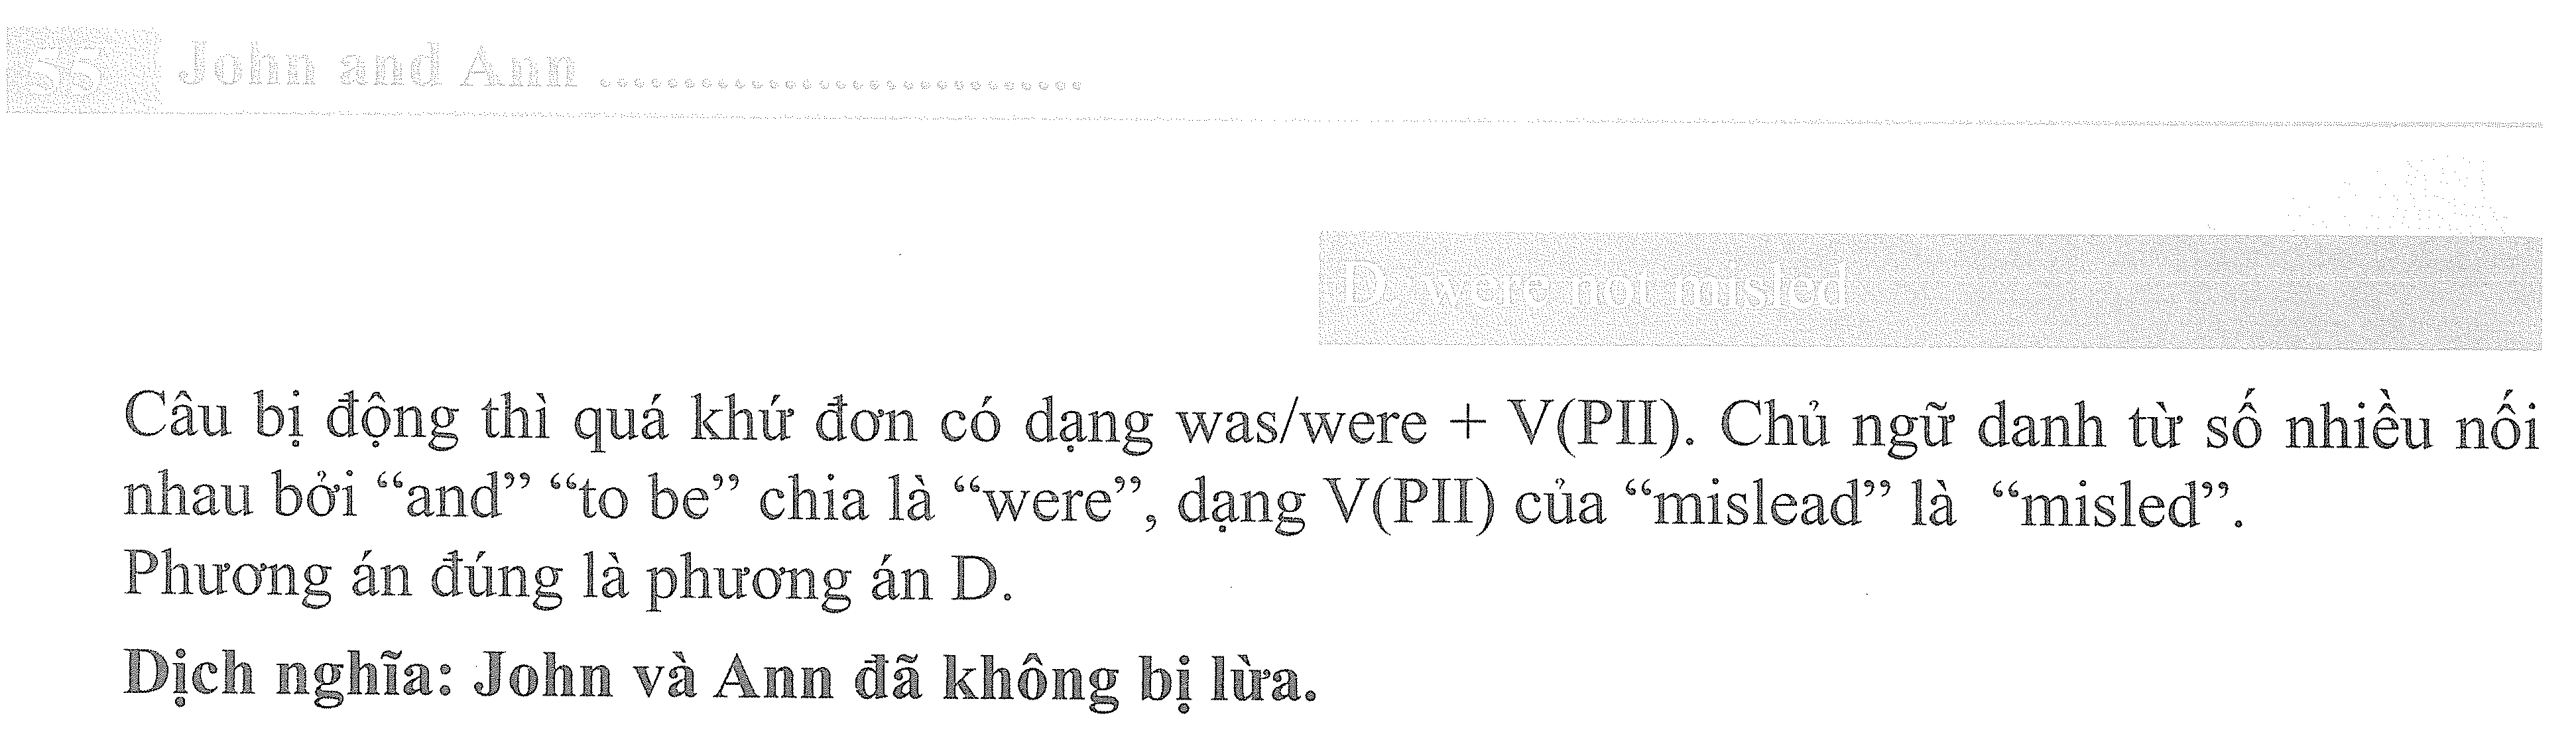 55 John and Ann .............................
D. were not misled
Câu bị động thì quá khứ đơn có dạng was/were + V(PII). Chủ ngữ danh từ số nhiều nối
nhau bởi “and” “to be” chia là “were”, dạng V(PII) của “mislead” là “misled”.
Phương án đúng là phương án D.
Dịch nghĩa: John và Ann đã không bị lừa.